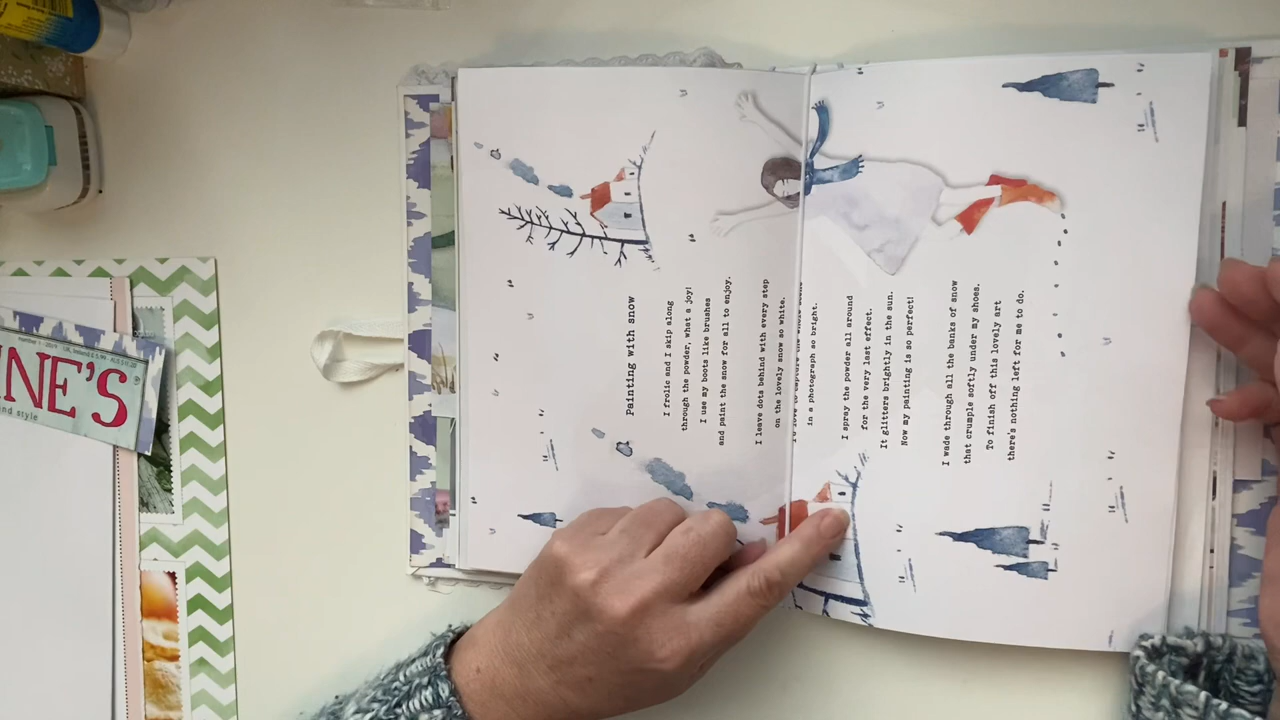 Painting with snow
I frolic and I skip along
through the powder, what a joy!
I use my boots like brushes
and paint the snow for all to enjoy.
I leave dots behind with every step
on the lovely snow so white.
in a photograph so bright.
I spray the powder all around
for the very last effect.
It glitters brightly in the sun.
Now my painting is so perfect!
I wade through all the banks of snow
that crumple softly under my shoes.
To finish off this lovely art
there's nothing left for me to do.
NE'S
nd style